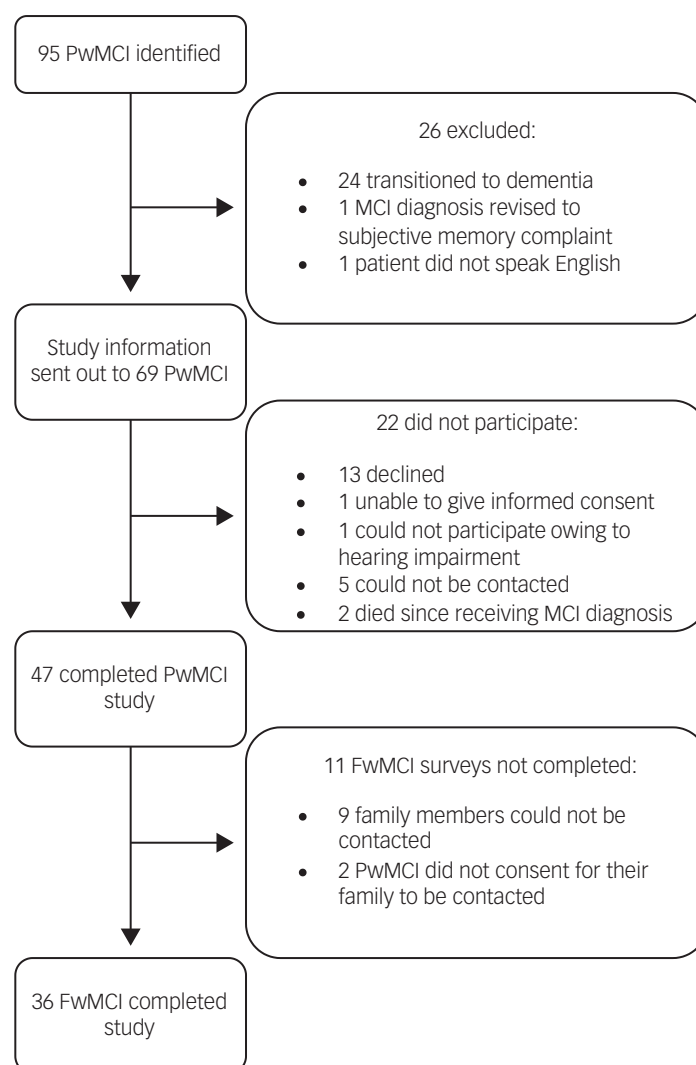 95 PwMCI identified
26 excluded:
• 24 transitioned to dementia
• 1 MCI diagnosis revised to
subjective memory complaint
• 1 patient did not speak English
Study information
sent out to 69 PwMCI
22 did not participate:
• 13 declined
• 1 unable to give informed consent
• 1 could not participate owing to
hearing impairment
• 5 could not be contacted
• 2 died since receiving MCI diagnosis
47 completed PwMCI
study
11 FwMCI surveys not completed:
• 9 family members could not be
contacted
• 2 PwMCI did not consent for their
family to be contacted
36 FwMCI completed
study